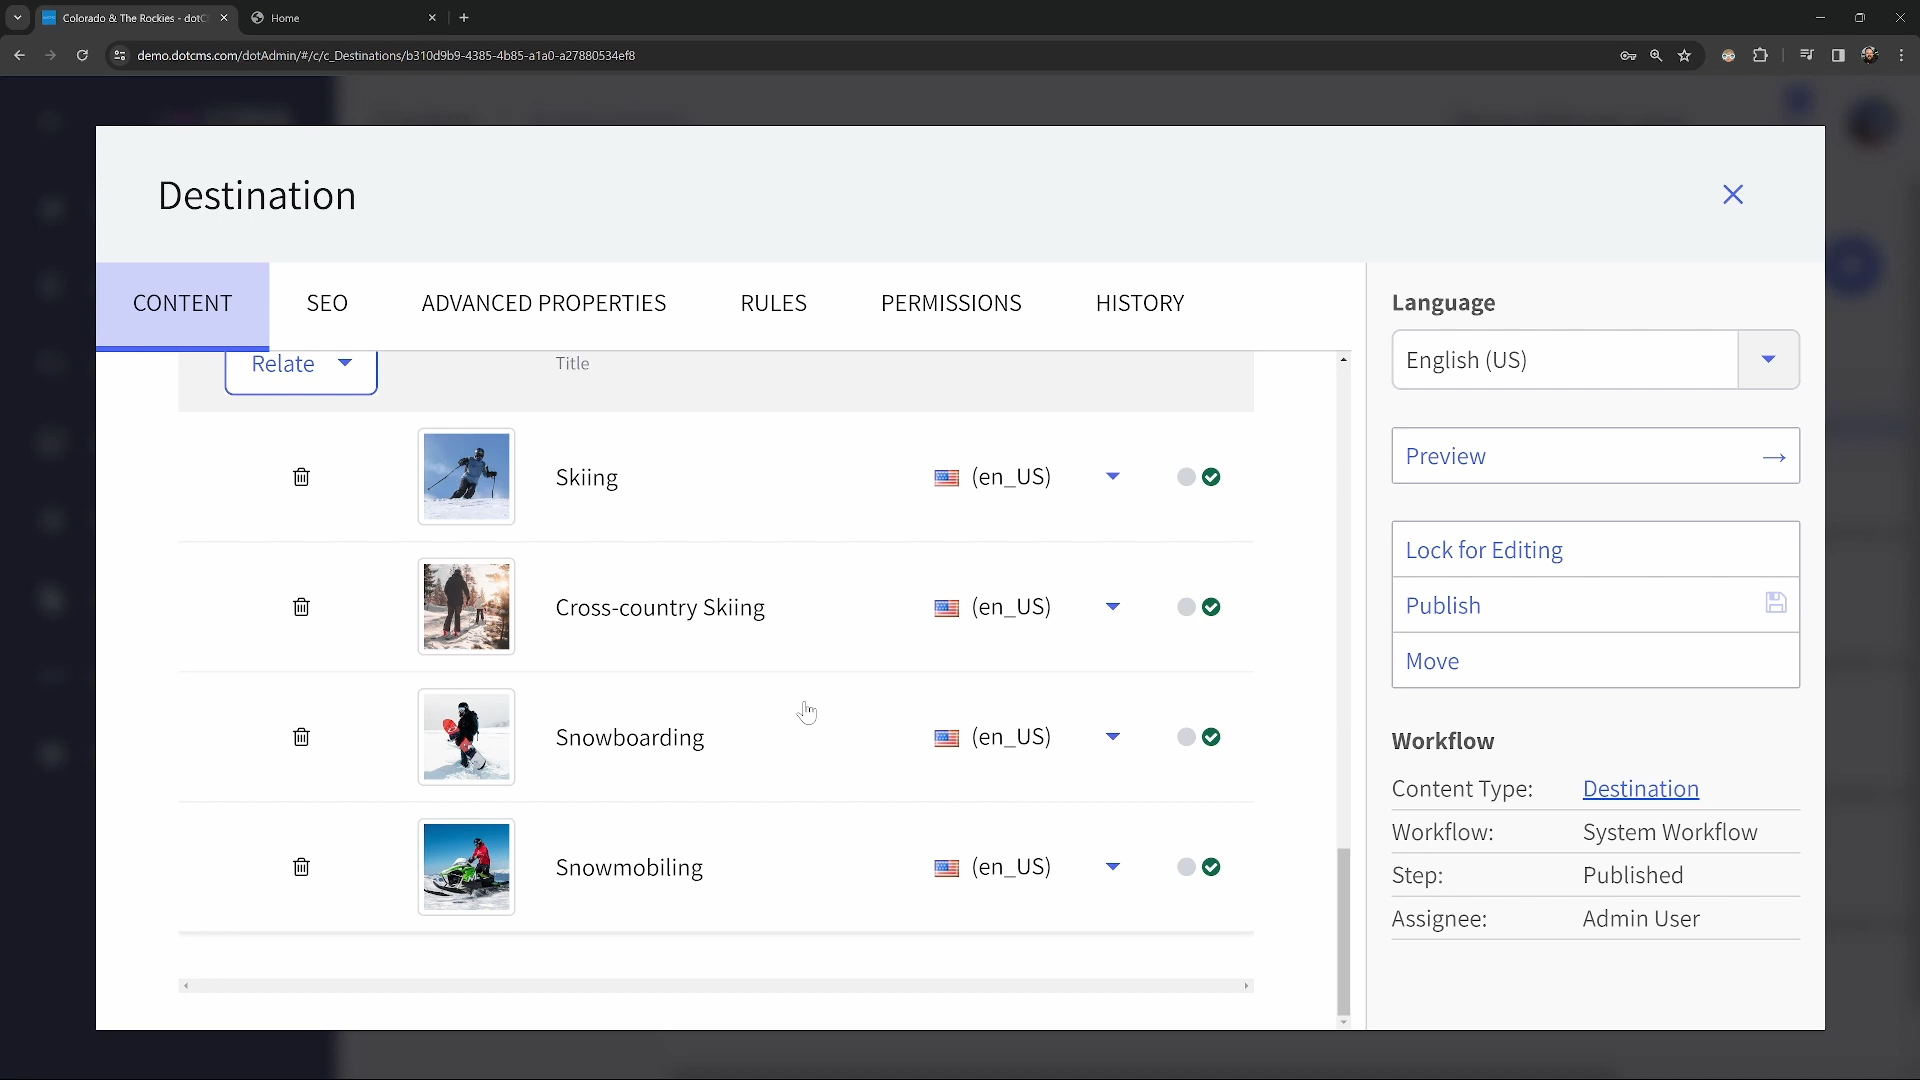 Colorado & The Rockies - dotC
Home
demo.dotcms.com/dotAdmin/#/c/c_Destinations/b310d9b9-4385-4b85-a1a0-a27880534ef8
Destination
CONTENT
SEO
ADVANCED PROPERTIES
RULES
PERMISSIONS
HISTORY
Relate
Title
Skiing
(en_US)
Cross-country Skiing
(en_US)
Snowboarding
(en_US)
Snowmobiling
(en_US)
Language
English (US)
Preview
Lock for Editing
Publish
Move
Workflow
Content Type: Destination
Workflow: System Workflow
Step: Published
Assignee: Admin User